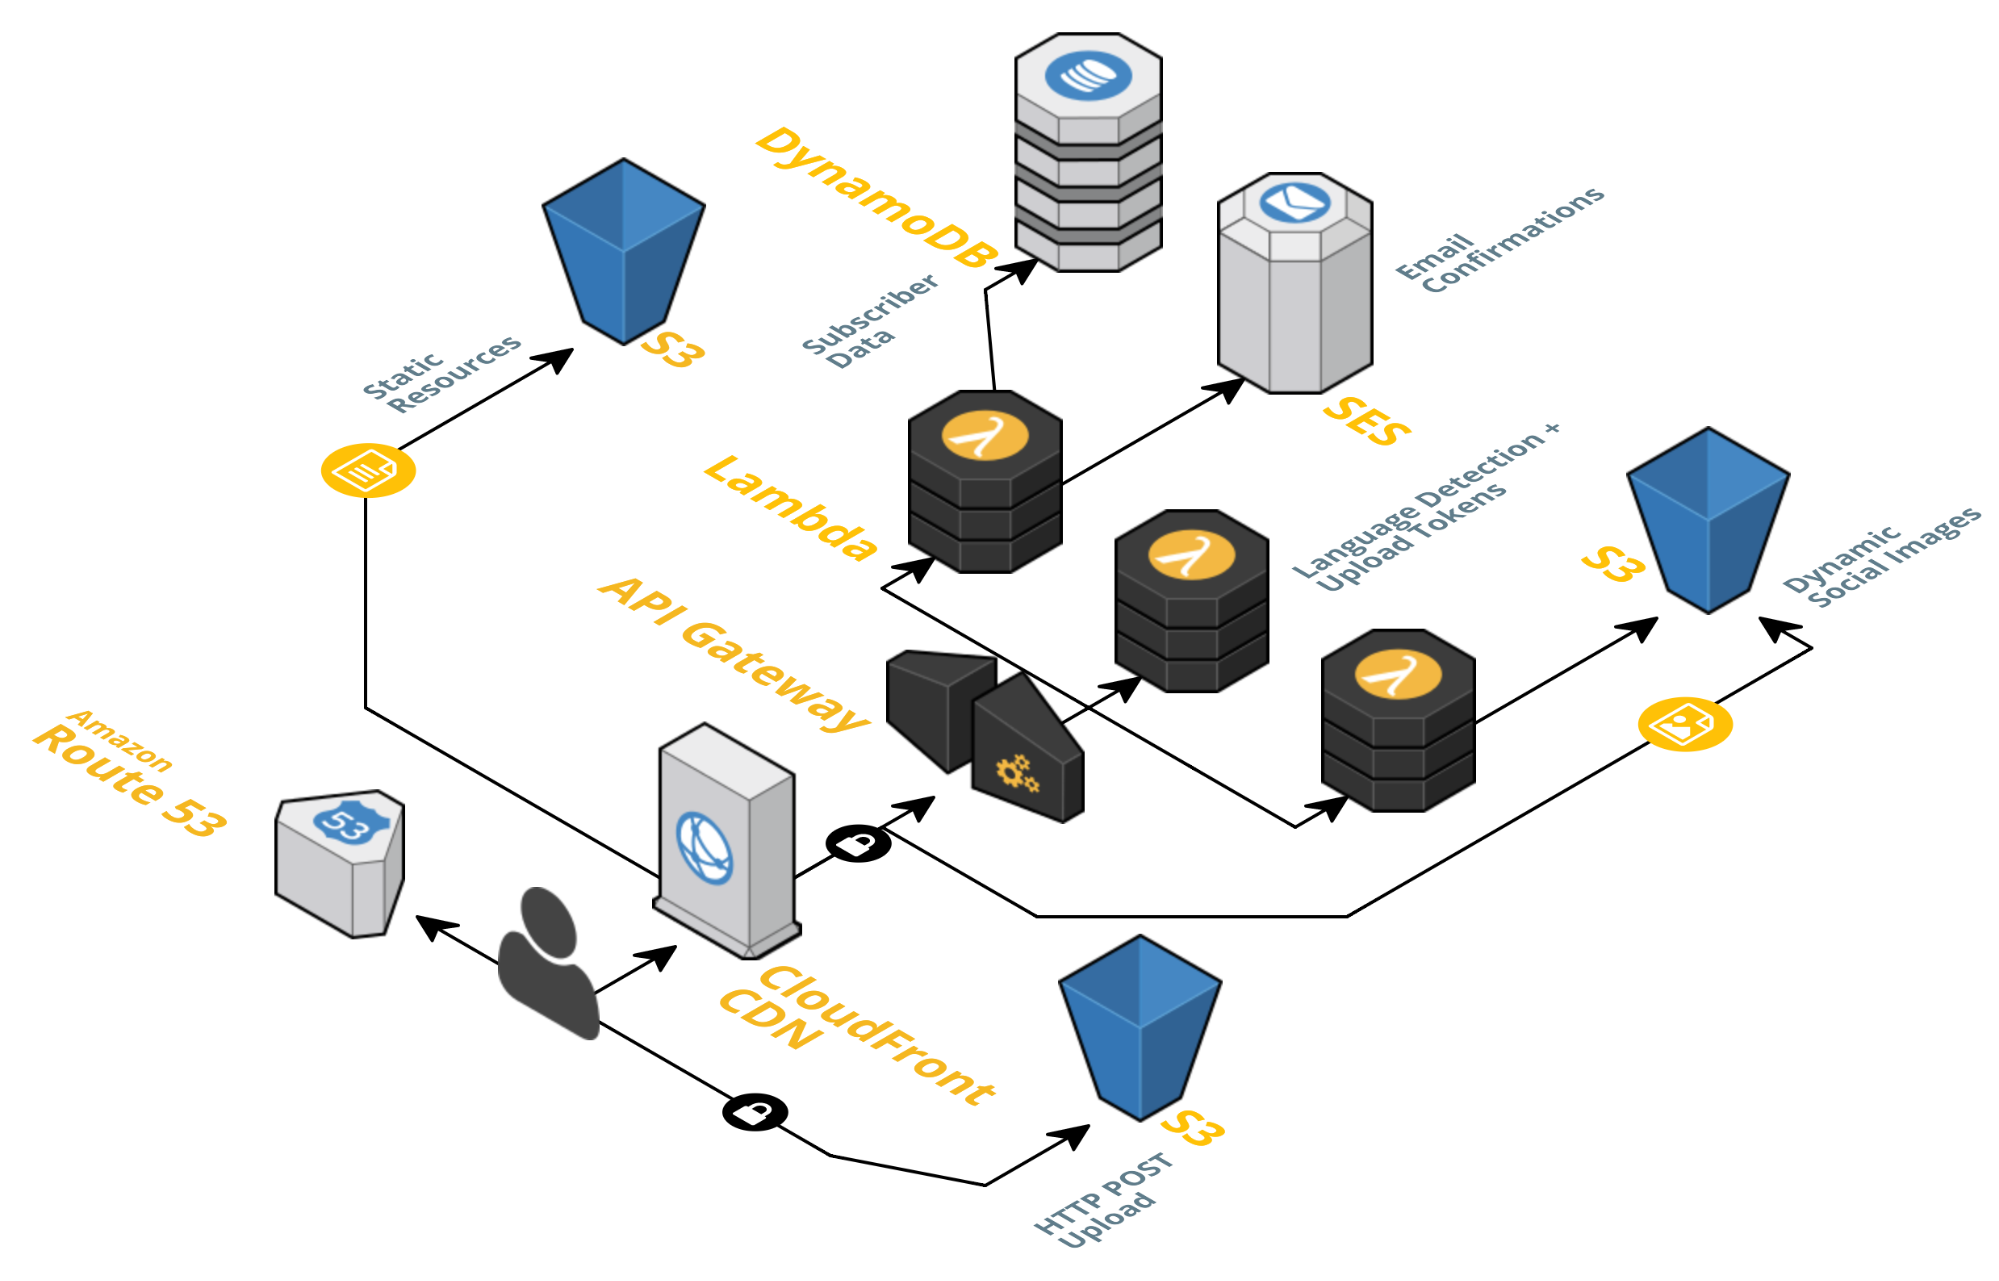 DynamoDB
Subscriber
Data
Email
Confirmations
Static
Resources
S3
SES
Lambda
Language Detection +
Upload Tokens
S3
Dynamic
Social Images
API Gateway
Amazon
Route 53
53
CloudFront
CDN
S3
HTTP POST
Upload